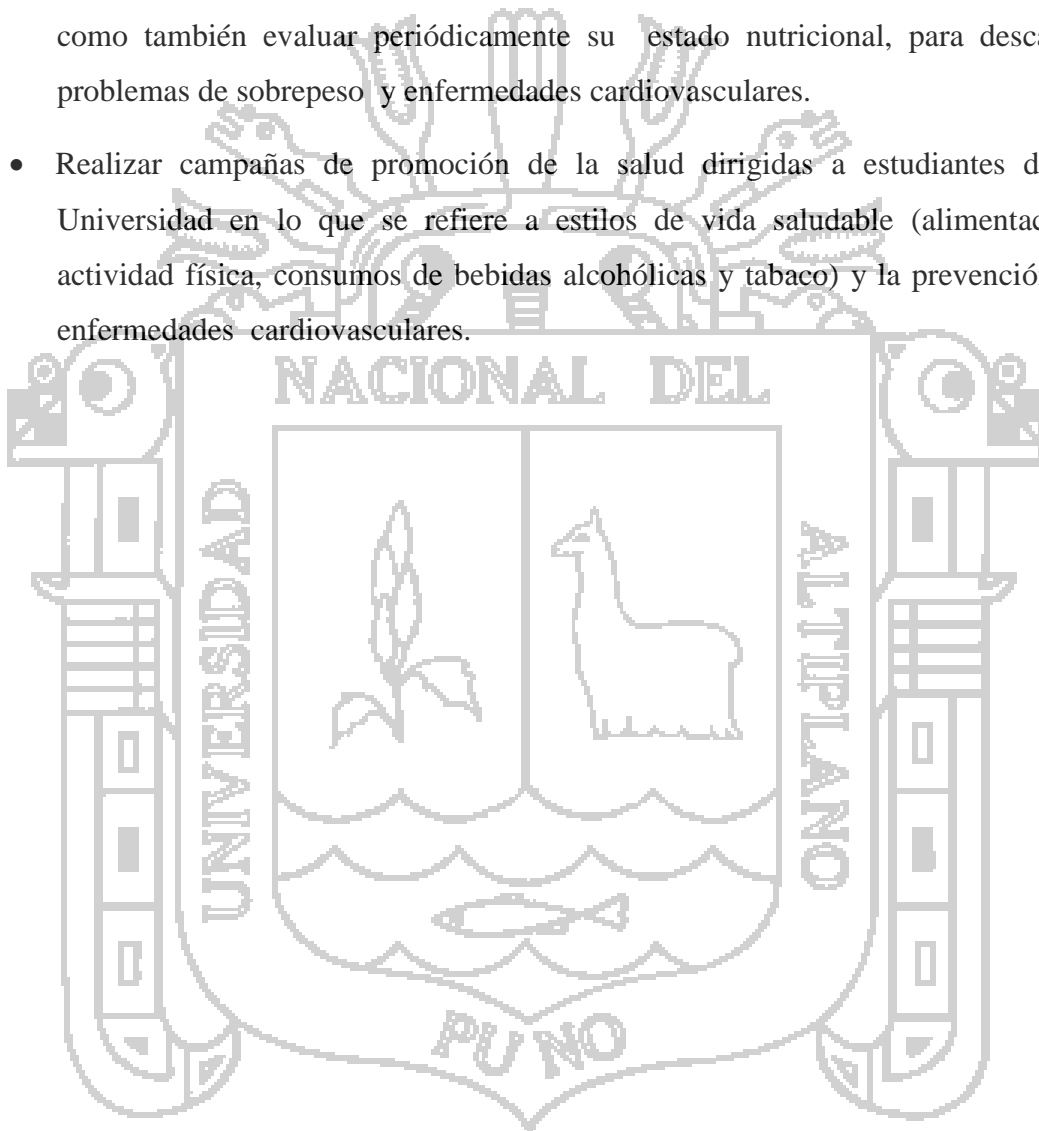 como también evaluar periódicamente su estado nutricional, para desca
problemas de sobrepeso y enfermedades cardiovasculares.
• Realizar campañas de promoción de la salud dirigidas a estudiantes d
Universidad en lo que se refiere a estilos de vida saludable (alimentac
actividad física, consumos de bebidas alcohólicas y tabaco) y la prevención
enfermedades cardiovasculares.
NACIONAL DEL
UNIVERSIDAD
ALTIPLANO
PUNO